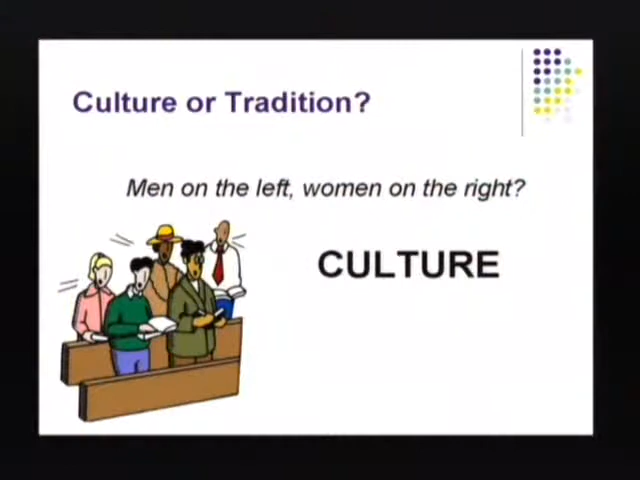 Culture or Tradition?
Men on the left, women on the right?
CULTURE